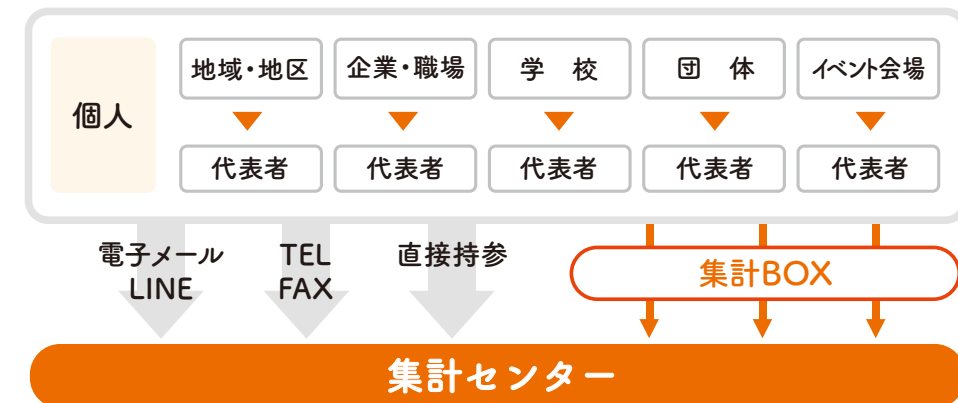 個人
地域・地区
企業・職場
学　校
団　体
イベント会場
代表者
代表者
代表者
代表者
代表者
電子メール
LINE
TEL
FAX
直接持参
集計BOX
集計センター